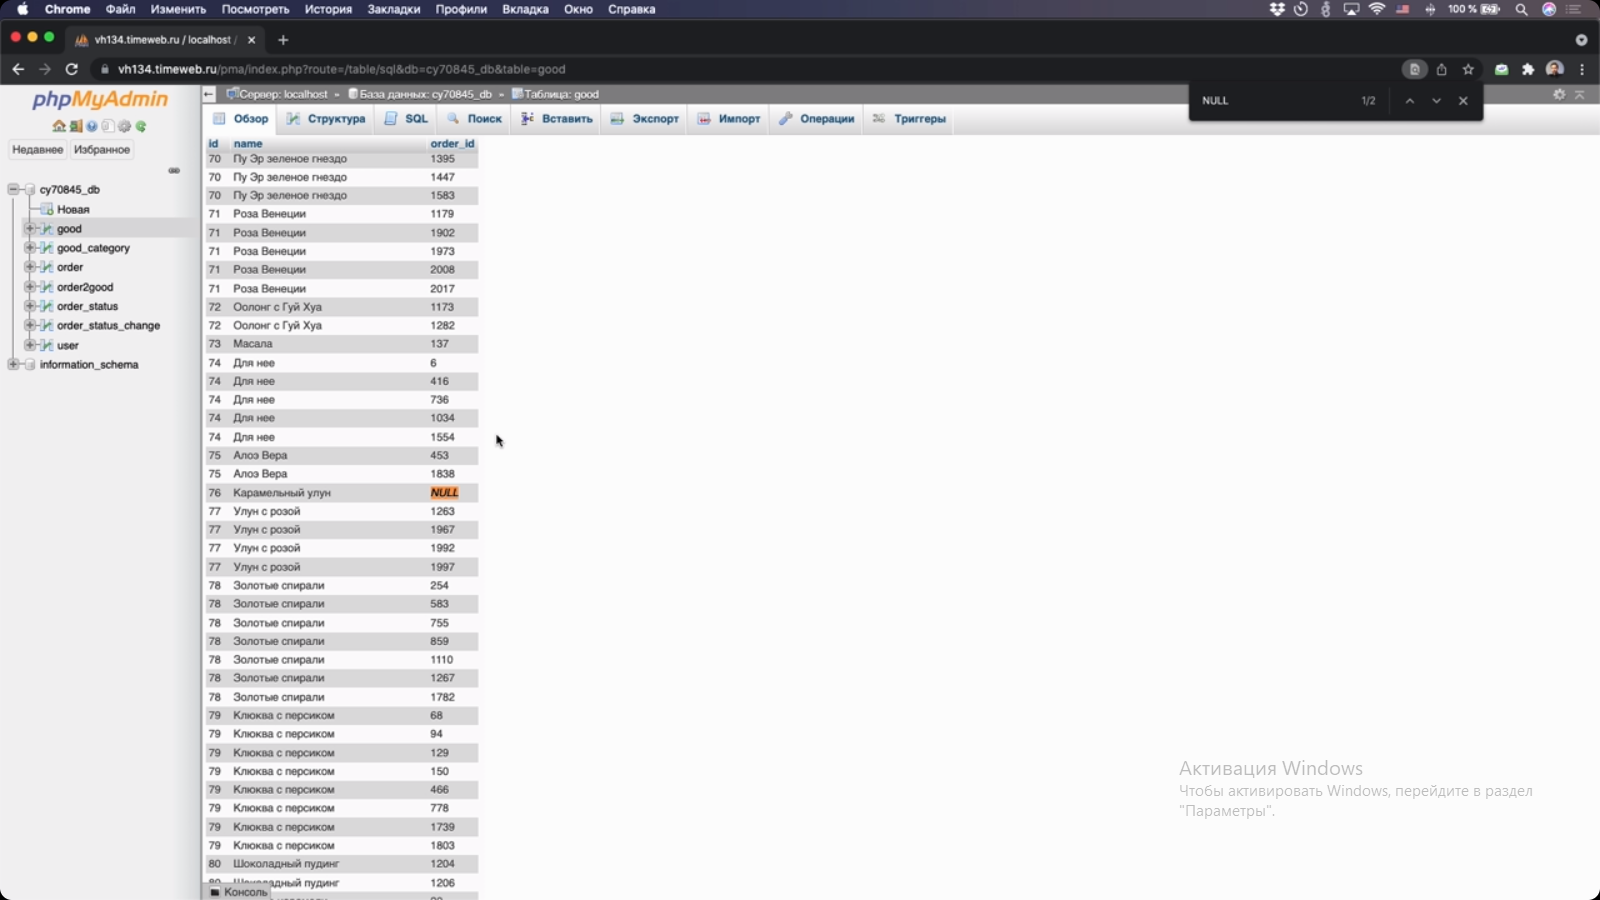 Chrome Файл Изменить Посмотреть История Закладки Профили Вкладка Окно Справка 100 %
vh134.timeweb.ru / localhost /
vh134.timeweb.ru/pma/index.php?route=/table/sql&db=cy70845_db&table=good
NULL 1/2
phpMyAdmin
Недавнее Избранное
cy70845_db
Новая
good
good_category
order
order2good
order_status
order_status_change
user
information_schema
Сервер: localhost » База данных: cy70845_db » Таблица: good
Обзор Структура SQL Поиск Вставить Экспорт Импорт Операции Триггеры
id name order_id
70 Пу Эр зеленое гнездо 1395
70 Пу Эр зеленое гнездо 1447
70 Пу Эр зеленое гнездо 1583
71 Роза Венеции 1179
71 Роза Венеции 1902
71 Роза Венеции 1973
71 Роза Венеции 2008
71 Роза Венеции 2017
72 Оолонг с Гуй Хуа 1173
72 Оолонг с Гуй Хуа 1282
73 Масала 137
74 Для нее 6
74 Для нее 416
74 Для нее 736
74 Для нее 1034
74 Для нее 1554
75 Алоэ Вера 453
75 Алоэ Вера 1838
76 Карамельный улун NULL
77 Улун с розой 1263
77 Улун с розой 1967
77 Улун с розой 1992
77 Улун с розой 1997
78 Золотые спирали 254
78 Золотые спирали 583
78 Золотые спирали 755
78 Золотые спирали 859
78 Золотые спирали 1110
78 Золотые спирали 1267
78 Золотые спирали 1782
79 Клюква с персиком 68
79 Клюква с персиком 94
79 Клюква с персиком 129
79 Клюква с персиком 150
79 Клюква с персиком 466
79 Клюква с персиком 778
79 Клюква с персиком 1739
79 Клюква с персиком 1803
80 Шоколадный пудинг 1204
пудинг 1206
Консоль
Активация Windows
Чтобы активировать Windows, перейдите в раздел
"Параметры".